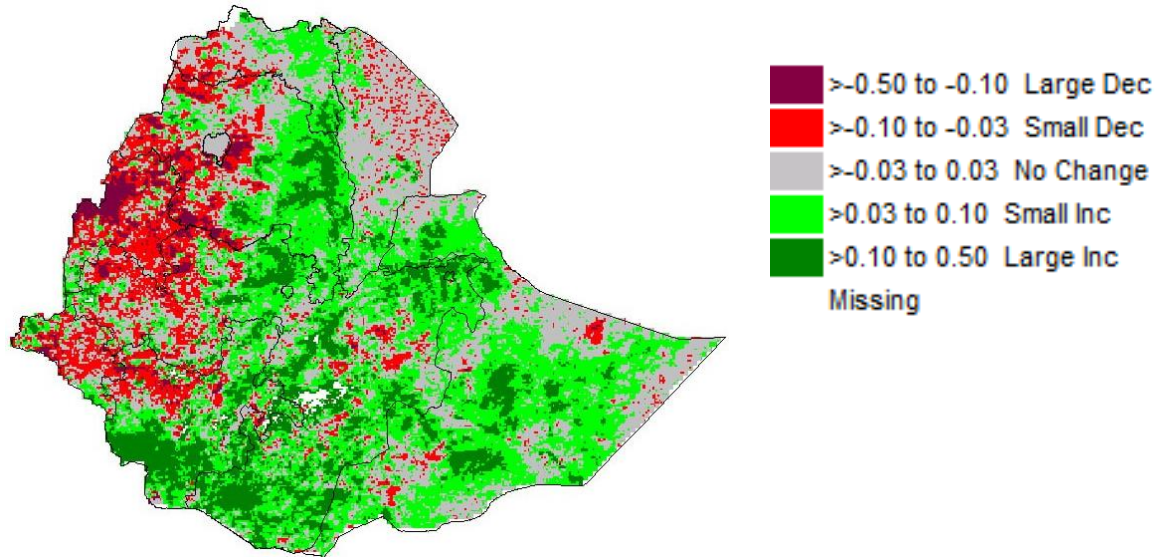 >-0.50 to -0.10 Large Dec
>-0.10 to -0.03 Small Dec
>-0.03 to 0.03 No Change
>0.03 to 0.10 Small Inc
>0.10 to 0.50 Large Inc
Missing